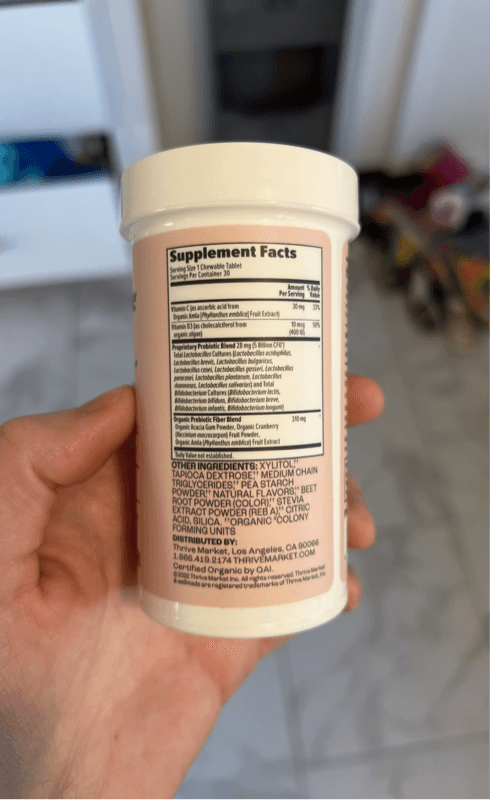 Supplement Facts
Serving Size 1 Chewable Tablet
Servings Per Container 30
Amount % Daily
Per Serving Value
Vitamin C (as ascorbic acid from 30 mg 33%
Organic Amla (Phyllanthus emblica) Fruit Extract)
Vitamin D3 (as cholecalciferol from 10 mcg 50%
organic algae) (400 IU)
Proprietary Probiotic Blend 28 mg (5 Billion CFU*)
Total Lactobacillus Cultures (Lactobacillus acidophilus,
Lactobacillus brevis, Lactobacillus bulgaricus,
Lactobacillus casei, Lactobacillus gasseri, Lactobacillus
paracasei, Lactobacillus plantarum, Lactobacillus
rhamnosus, Lactobacillus salivarius) and Total
Bifidobacterium Cultures (Bifidobacterium lactis,
Bifidobacterium bifidum, Bifidobacterium breve,
Bifidobacterium infantis, Bifidobacterium longum)
Organic Prebiotic Fiber Blend 310 mg
Organic Acacia Gum Powder, Organic Cranberry
(Vaccinium macrocarpon) Fruit Powder,
Organic Amla (Phyllanthus emblica) Fruit Extract
Daily Value not established.
OTHER INGREDIENTS: XYLITOL,**
TAPIOCA DEXTROSE,** MEDIUM CHAIN
TRIGLYCERIDES,** PEA STARCH
POWDER,** NATURAL FLAVORS,** BEET
ROOT POWDER (COLOR),** STEVIA
EXTRACT POWDER (REB A),** CITRIC
ACID, SILICA. **ORGANIC *COLONY
FORMING UNITS
DISTRIBUTED BY:
Thrive Market, Los Angeles, CA 90066
1.866.419.2174 THRIVEMARKET.COM
Certified Organic by QAI.
©2022 Thrive Market Inc. All rights reserved. Thrive Market
& estimade are registered trademarks of Thrive Market, Inc.